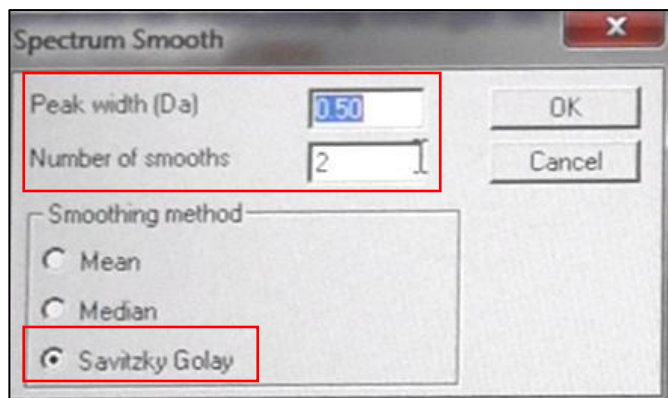 Spectrum Smooth
Peak width (Da) 0.50 OK
Number of smooths 2 Cancel
Smoothing method
Mean
Median
Savitzky Golay